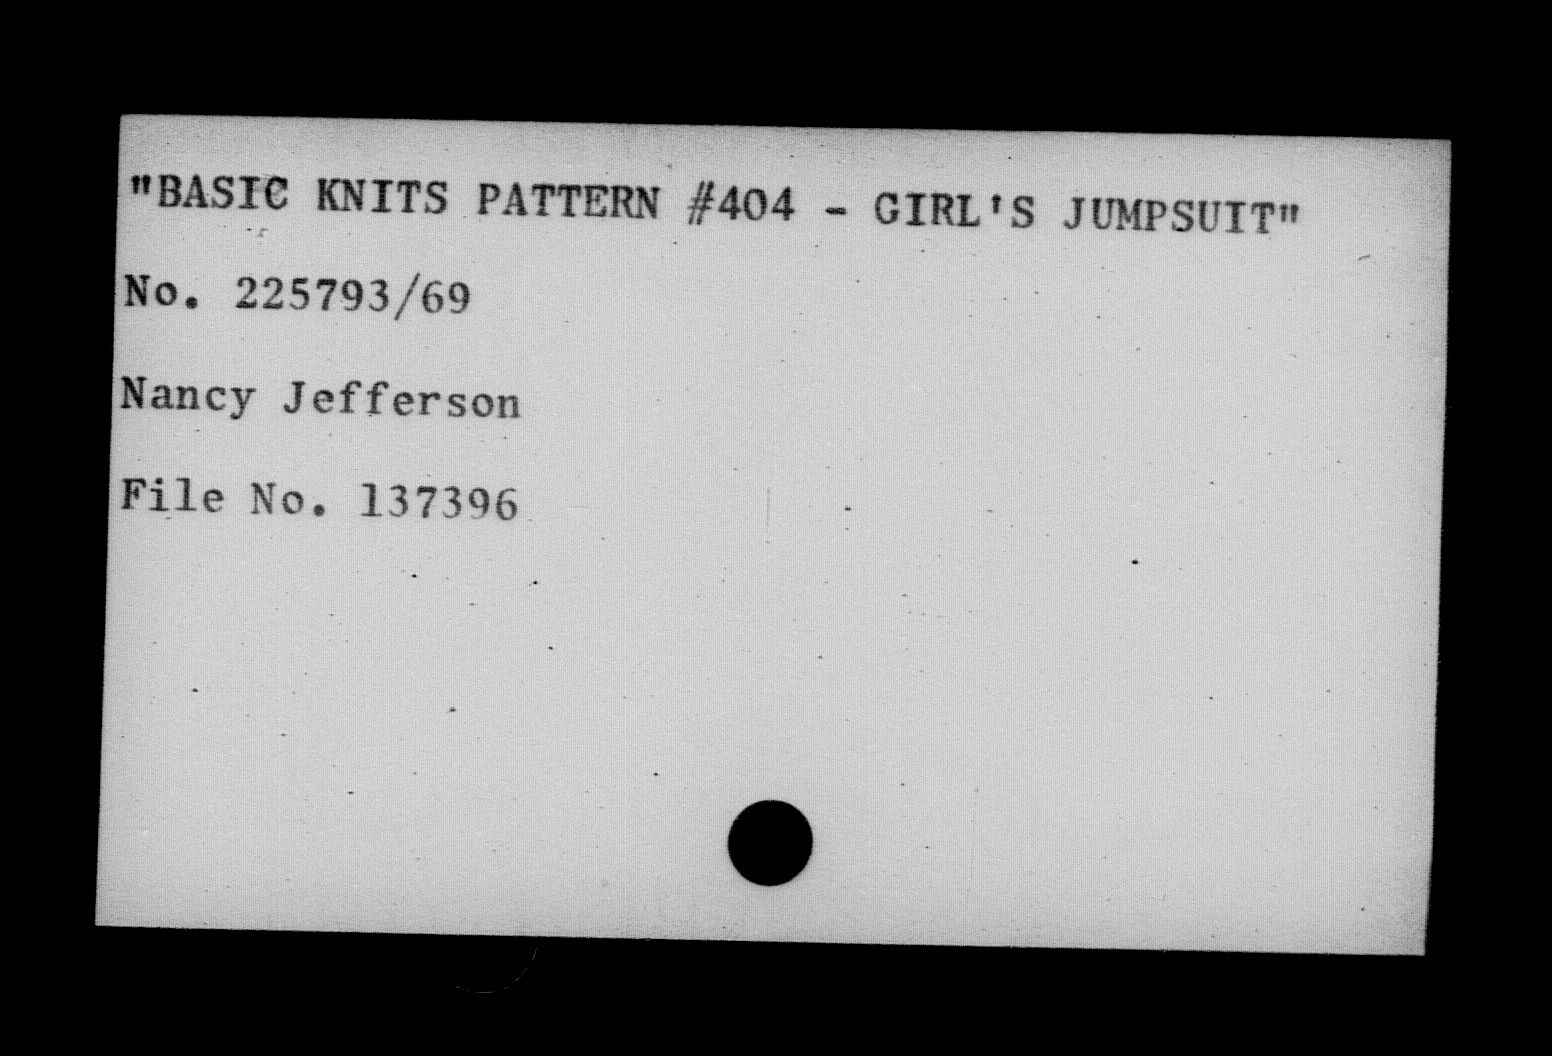 "BASIC KNITS PATTERN #404 - GIRL'S JUMPSUIT"
No. 225793/69
Nancy Jefferson
File No. 137396